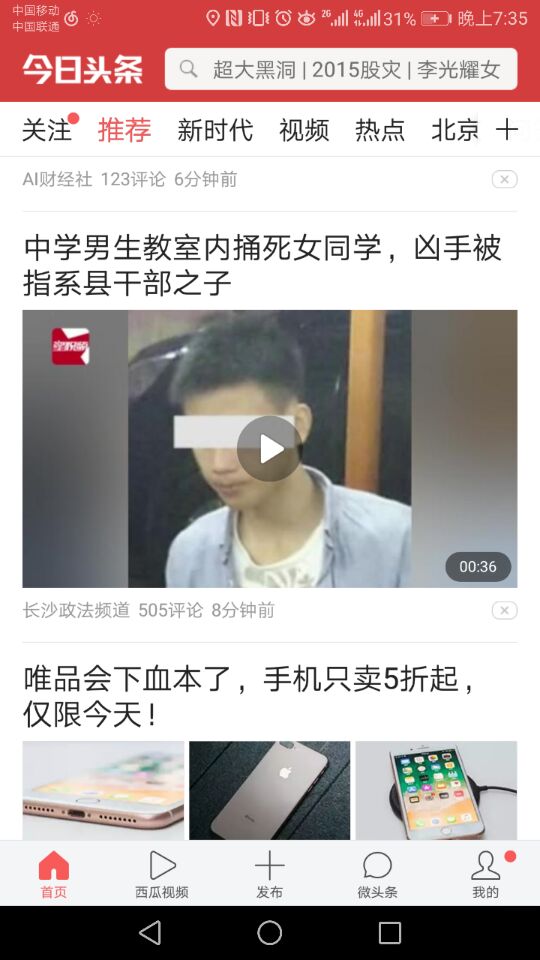 中国移动
中国联通
2G 4G 31% 晚上7:35
今日头条
超大黑洞 | 2015股灾 | 李光耀女
关注 推荐 新时代 视频 热点 北京
AI财经社 123评论 6分钟前
中学男生教室内捅死女同学，凶手被
指系县干部之子
00:36
长沙政法频道 505评论 8分钟前
唯品会下血本了，手机只卖5折起，
仅限今天！
首页 西瓜视频 发布 微头条 我的